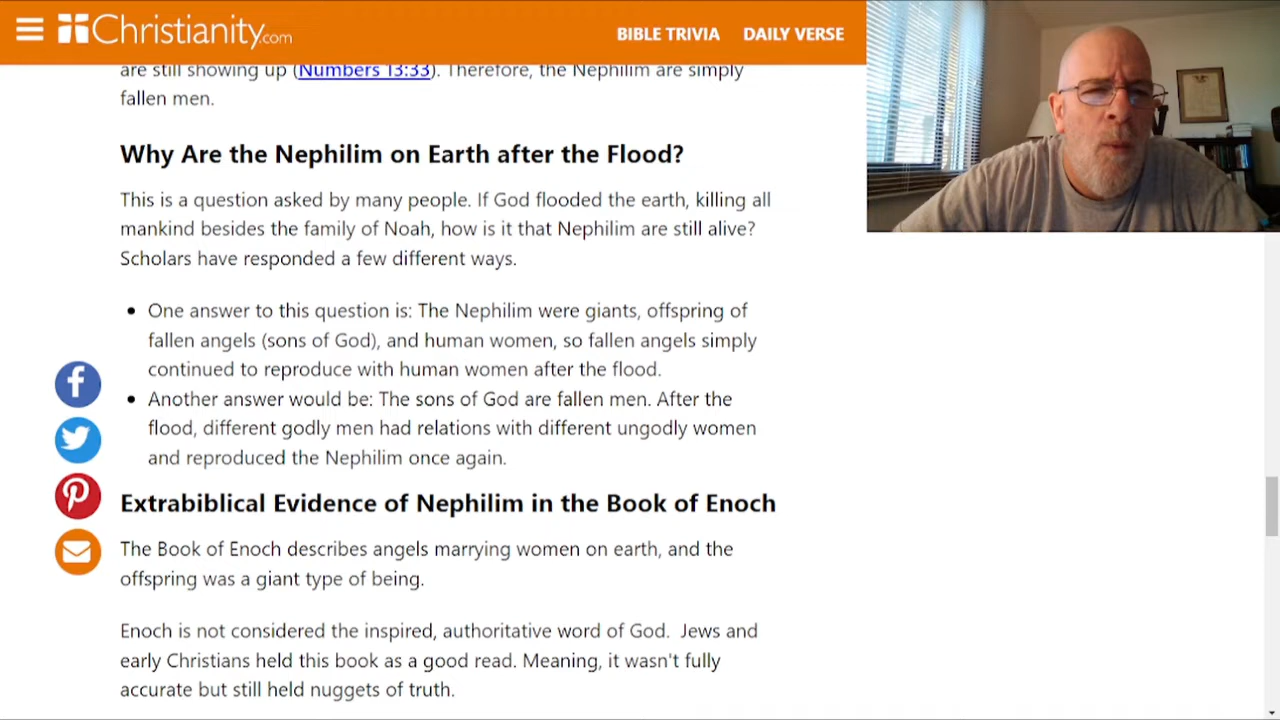 Christianity.com
BIBLE TRIVIA DAILY VERSE
are still showing up (Numbers 13:33). Therefore, the Nephilim are simply
fallen men.
Why Are the Nephilim on Earth after the Flood?
This is a question asked by many people. If God flooded the earth, killing all
mankind besides the family of Noah, how is it that Nephilim are still alive?
Scholars have responded a few different ways.
• One answer to this question is: The Nephilim were giants, offspring of
fallen angels (sons of God), and human women, so fallen angels simply
continued to reproduce with human women after the flood.
• Another answer would be: The sons of God are fallen men. After the
flood, different godly men had relations with different ungodly women
and reproduced the Nephilim once again.
Extrabiblical Evidence of Nephilim in the Book of Enoch
The Book of Enoch describes angels marrying women on earth, and the
offspring was a giant type of being.
Enoch is not considered the inspired, authoritative word of God. Jews and
early Christians held this book as a good read. Meaning, it wasn't fully
accurate but still held nuggets of truth.